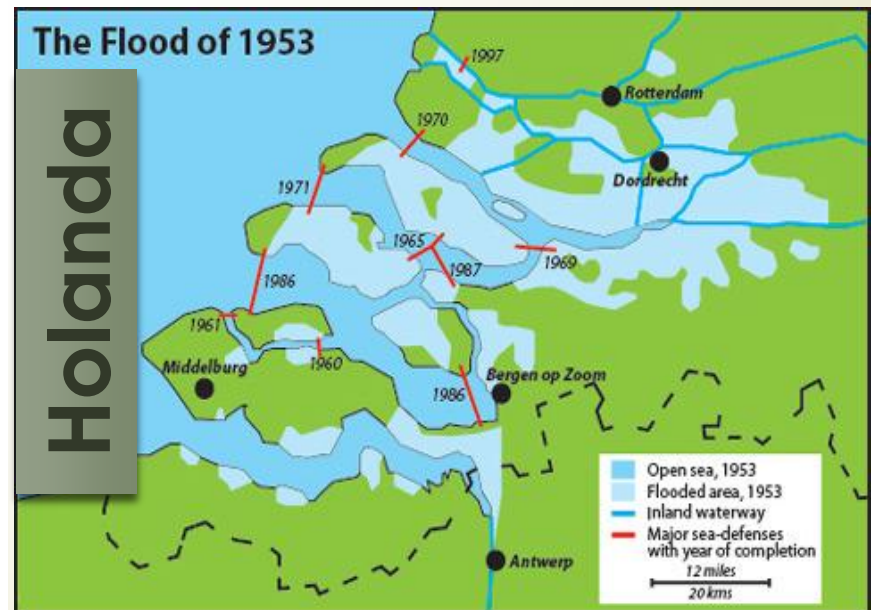 The Flood of 1953
Holanda
1997
Rotterdam
1970
Dordrecht
1971
1965
1987
1969
1986
1961
1960
Middelburg
Bergen op Zoom
1986
Open sea, 1953
Flooded area, 1953
Inland waterway
Major sea-defenses
with year of completion
12 miles
20 kms
Antwerp